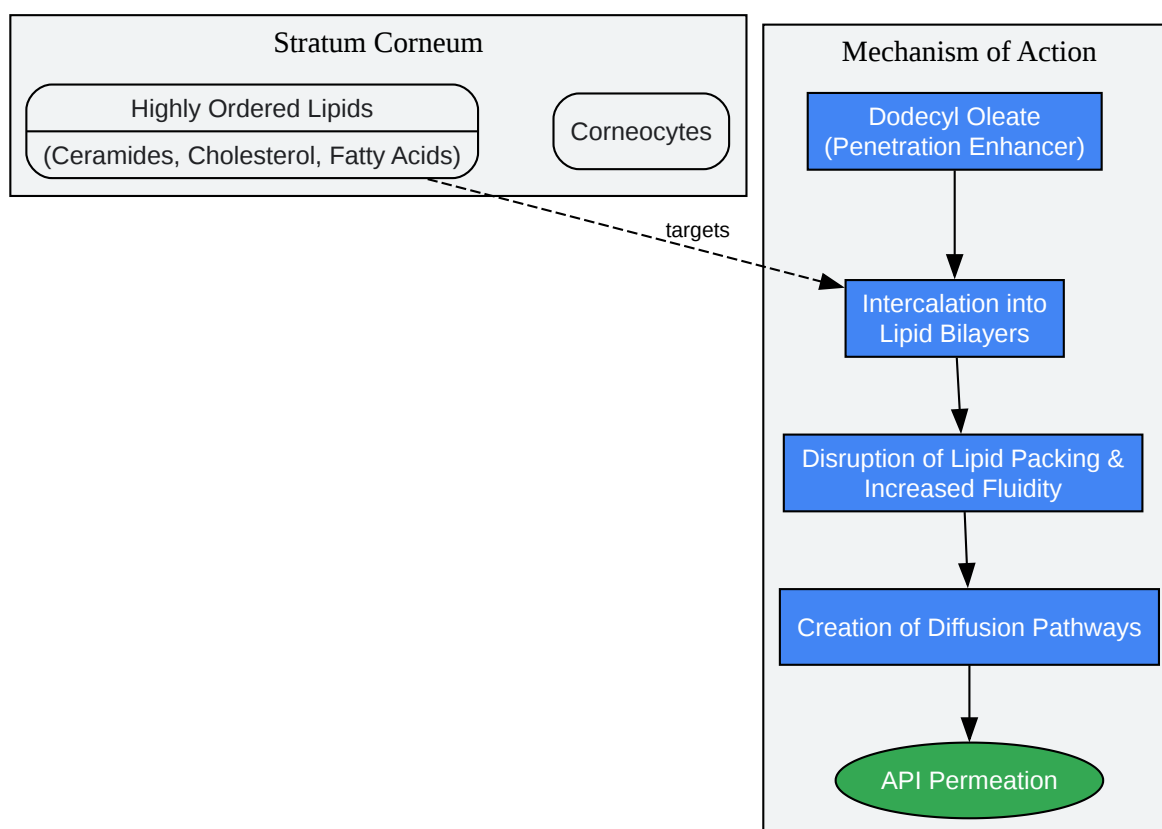 Stratum Corneum
Highly Ordered Lipids
(Ceramides, Cholesterol, Fatty Acids)
Corneocytes
targets
Mechanism of Action
Dodecyl Oleate
(Penetration Enhancer)
Intercalation into
Lipid Bilayers
Disruption of Lipid Packing &
Increased Fluidity
Creation of Diffusion Pathways
API Permeation